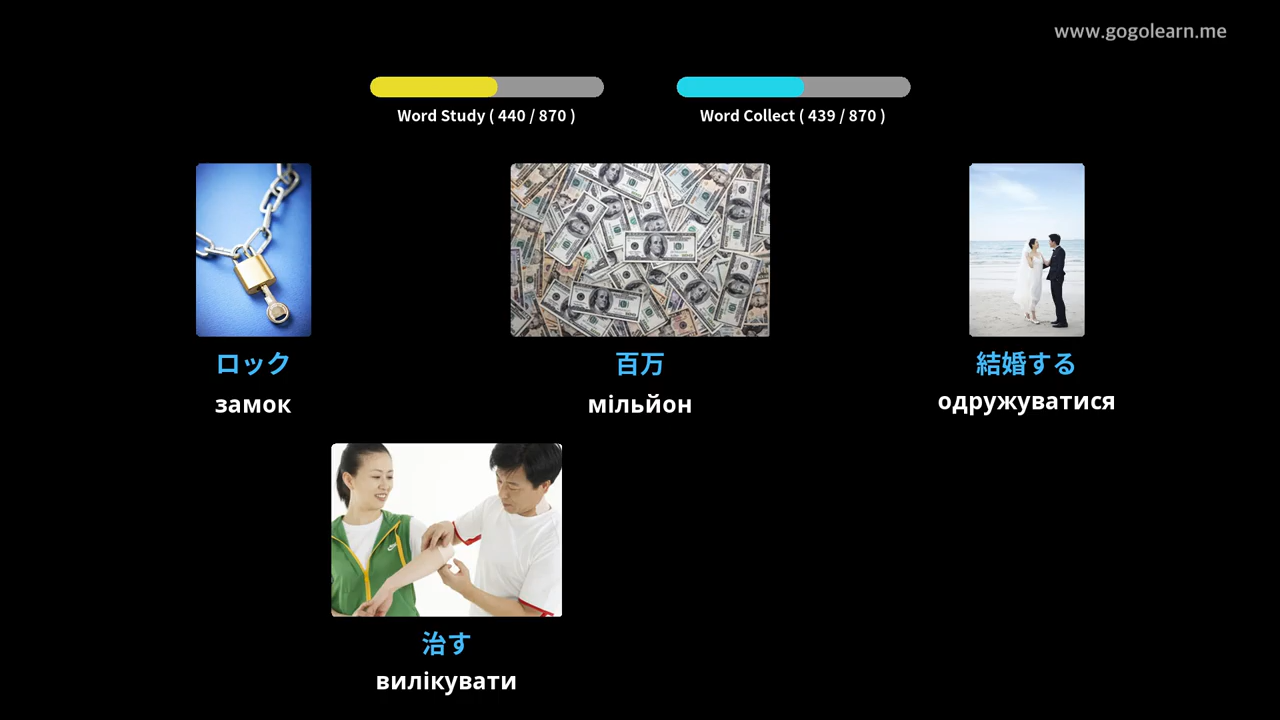 www.gogolearn.me
Word Study ( 440 / 870 )
Word Collect ( 439 / 870 )
ロック
замок
百万
мільйон
結婚する
одружуватися
治す
вилікувати